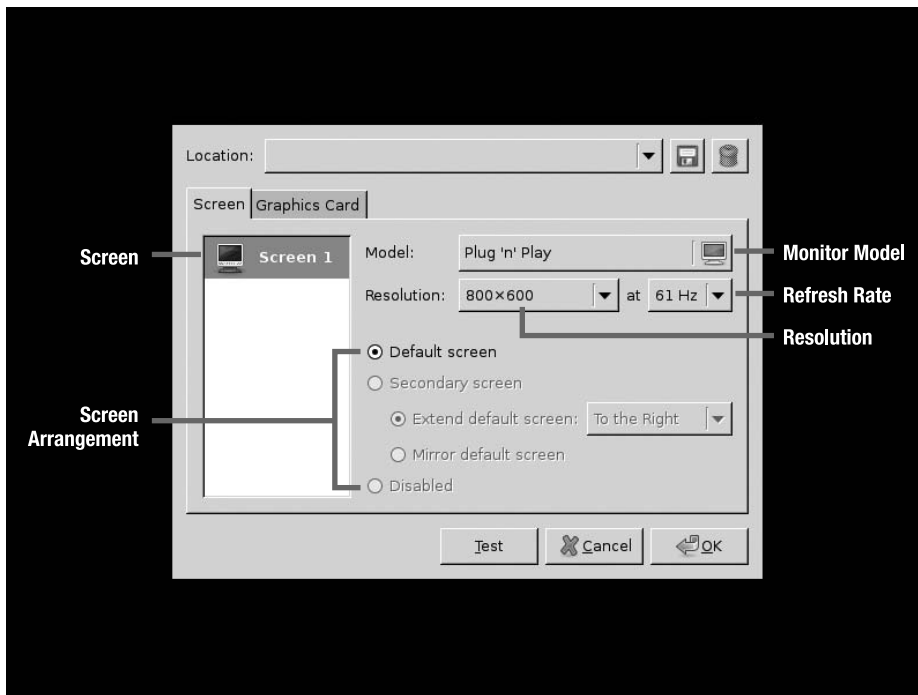 Location:
Screen
Graphics Card
Screen
Screen 1
Model:
Plug 'n' Play
Monitor Model
Resolution:
800×600
at
61 Hz
Refresh Rate
Resolution
Default screen
Secondary screen
Screen
Arrangement
Extend default screen:
To the Right
Mirror default screen
Disabled
Test
Cancel
OK